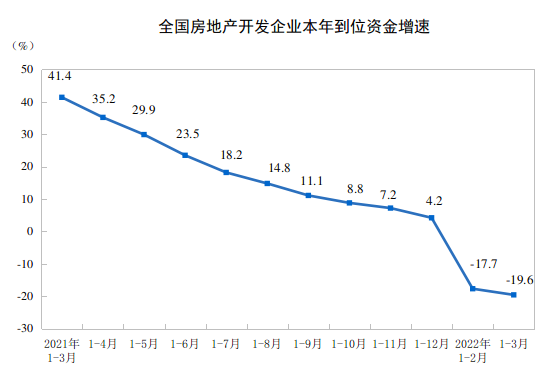 全国房地产开发企业本年到位资金增速
（%）
50
40
30
20
10
0
-10
-20
-30
41.4
35.2
29.9
23.5
18.2
14.8
11.1
8.8
7.2
4.2
-17.7
-19.6
2021年
1-3月
1-4月
1-5月
1-6月
1-7月
1-8月
1-9月
1-10月
1-11月
1-12月
2022年
1-2月
1-3月